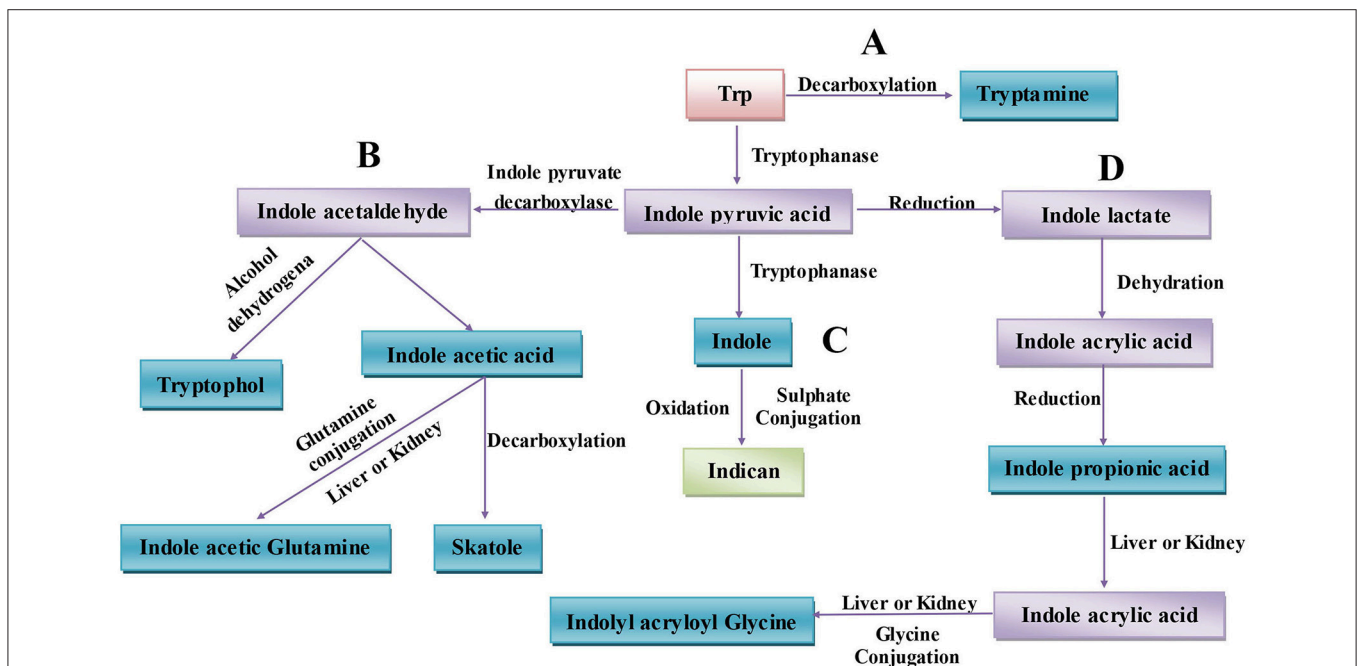 A
Trp
Decarboxylation
Tryptamine
Tryptophanase
B
Indole pyruvate
decarboxylase
D
Indole acetaldehyde
Indole pyruvic acid
Reduction
Indole lactate
Alcohol
dehydrogena
Tryptophanase
Dehydration
Indole acetic acid
Indole
C
Indole acrylic acid
Tryptophol
Glutamine
conjugation
Liver or Kidney
Decarboxylation
Oxidation
Sulphate
Conjugation
Reduction
Indican
Indole propionic acid
Indole acetic Glutamine
Skatole
Liver or Kidney
Indolyl acryloyl Glycine
Liver or Kidney
Glycine
Conjugation
Indole acrylic acid